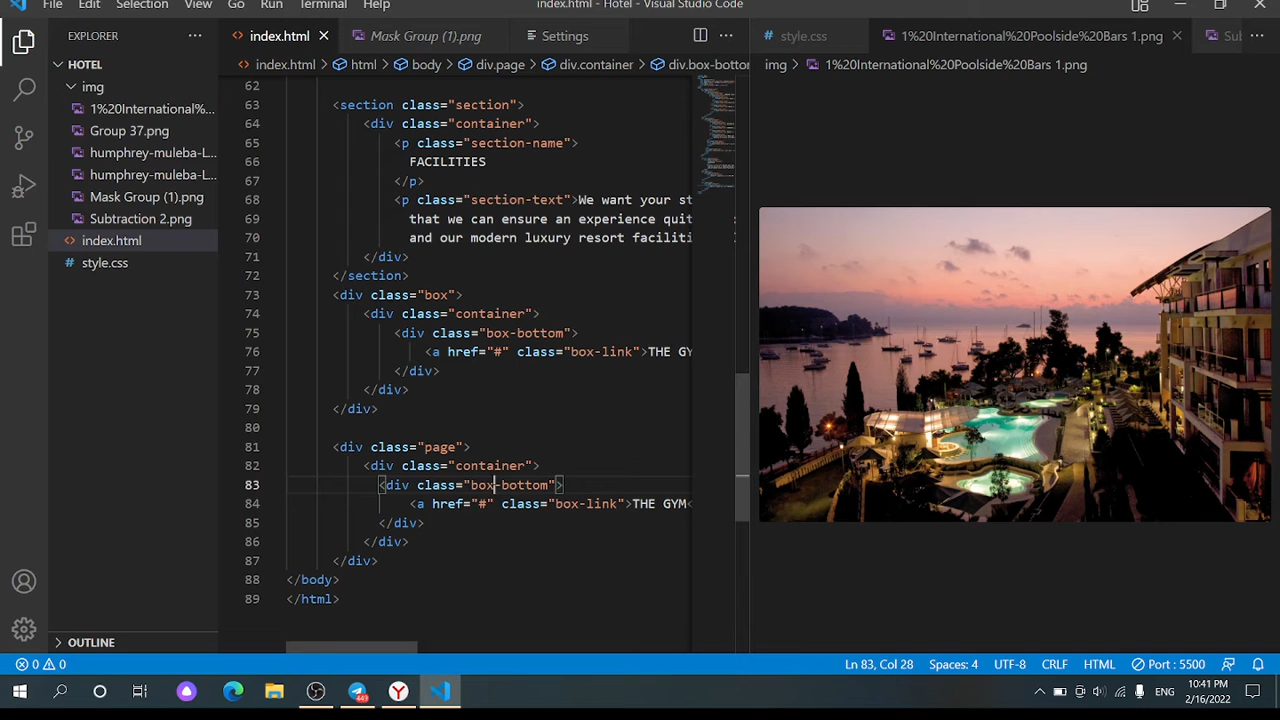 File Edit Selection View Go Run Terminal Help
index.html - Hotel - Visual Studio Code
EXPLORER
HOTEL
img
1%20International%...
Group 37.png
humphrey-muleba-L...
humphrey-muleba-L...
Mask Group (1).png
Subtraction 2.png
index.html
style.css
OUTLINE
index.html Mask Group (1).png Settings
index.html html body div.page div.container div.box-bottom
62
63 <section class="section">
64 <div class="container">
65 <p class="section-name">
66 FACILITIES
67 </p>
68 <p class="section-text">We want your st
69 that we can ensure an experience quit
70 and our modern luxury resort faciliti
71 </div>
72 </section>
73 <div class="box">
74 <div class="container">
75 <div class="box-bottom">
76 <a href="#" class="box-link">THE GY
77 </div>
78 </div>
79 </div>
80
81 <div class="page">
82 <div class="container">
83 <div class="box-bottom">
84 <a href="#" class="box-link">THE GYM<
85 </div>
86 </div>
87 </div>
88 </body>
89 </html>
style.css 1%20International%20Poolside%20Bars 1.png Su
img 1%20International%20Poolside%20Bars 1.png
0 0 Ln 83, Col 28 Spaces: 4 UTF-8 CRLF HTML Port : 5500
449
ENG
10:41 PM
2/16/2022